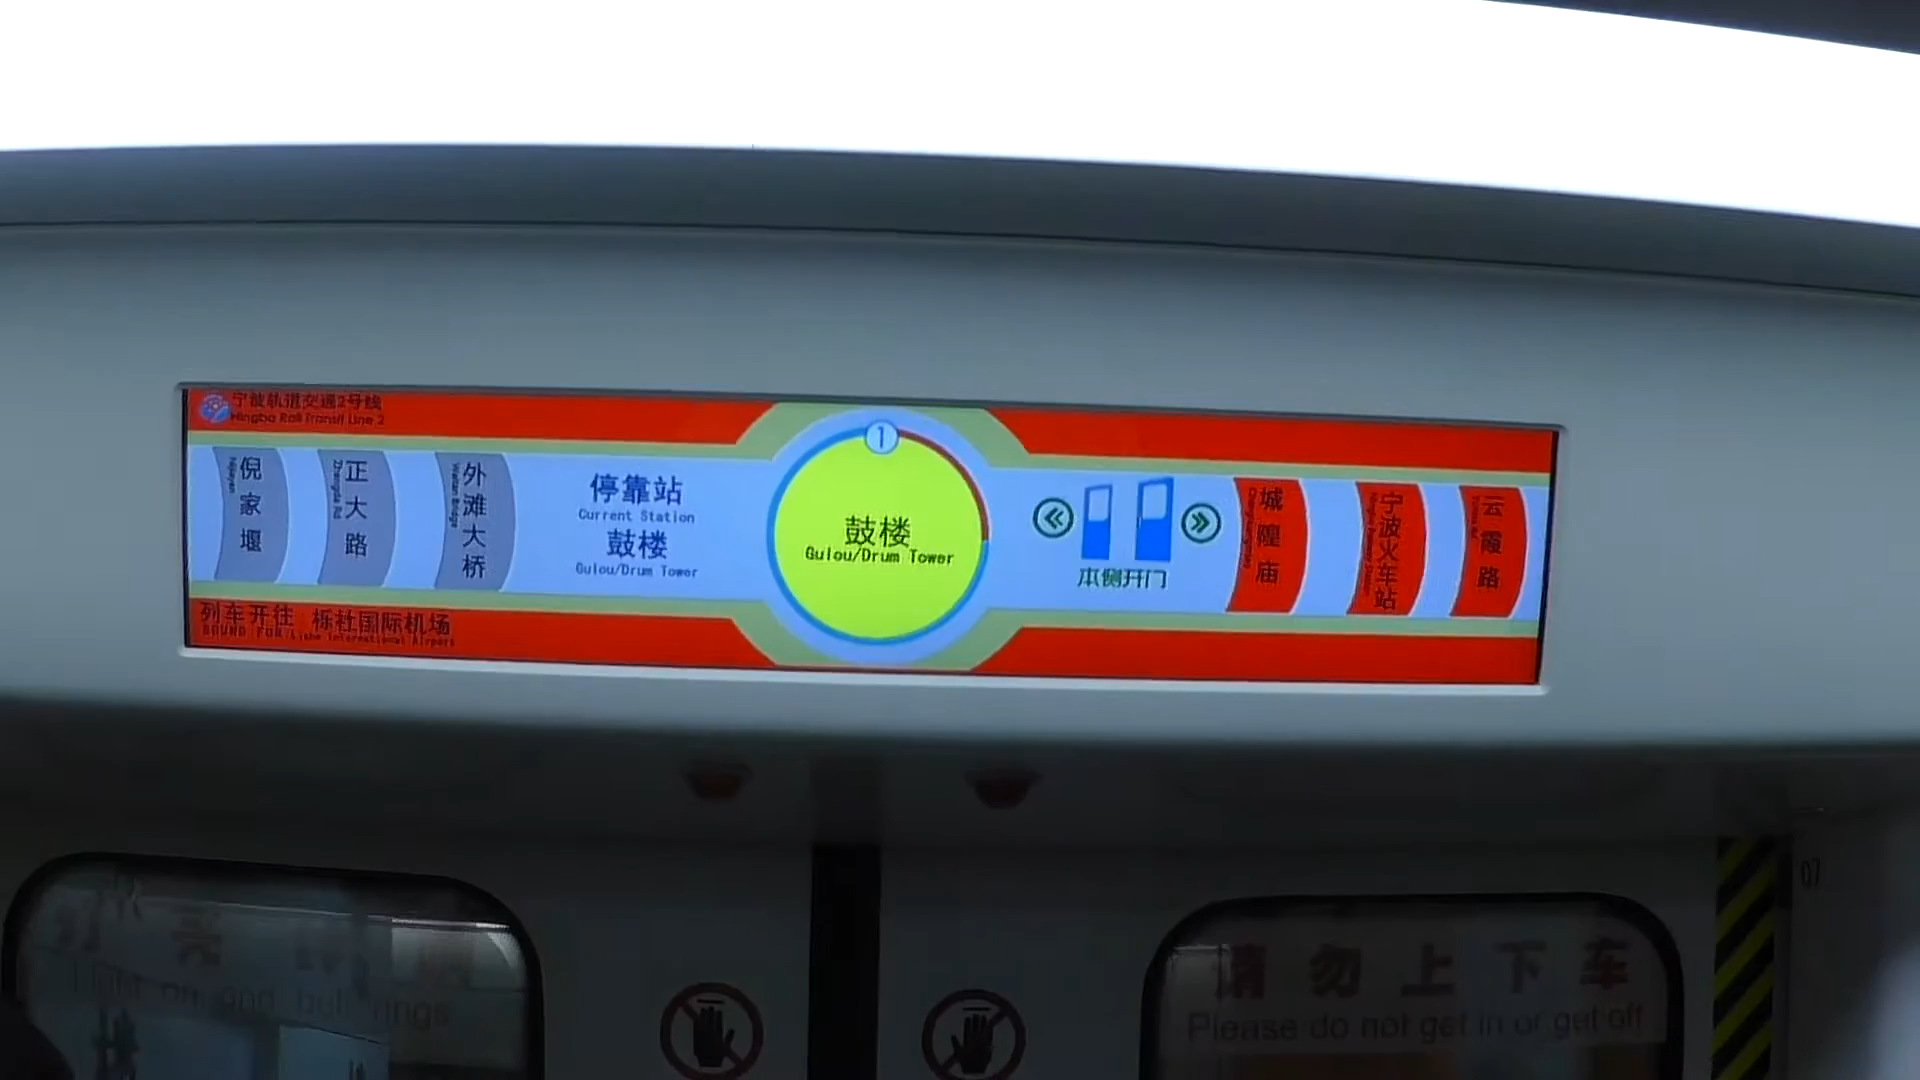 宁波轨道交通2号线
Ningbo Rail Transit Line 2
倪家堰
正大路
Zhengda Rd
外滩大桥
Waitan Bridge
停靠站
Current Station
鼓楼
Gulou/Drum Tower
1
鼓楼
Gulou/Drum Tower
本侧开门
城隍庙
宁波火车站
云霞路
列车开往 栎社国际机场
BOUND FOR Lishe International Airport
07
请勿上下车
Please do not get in or get off